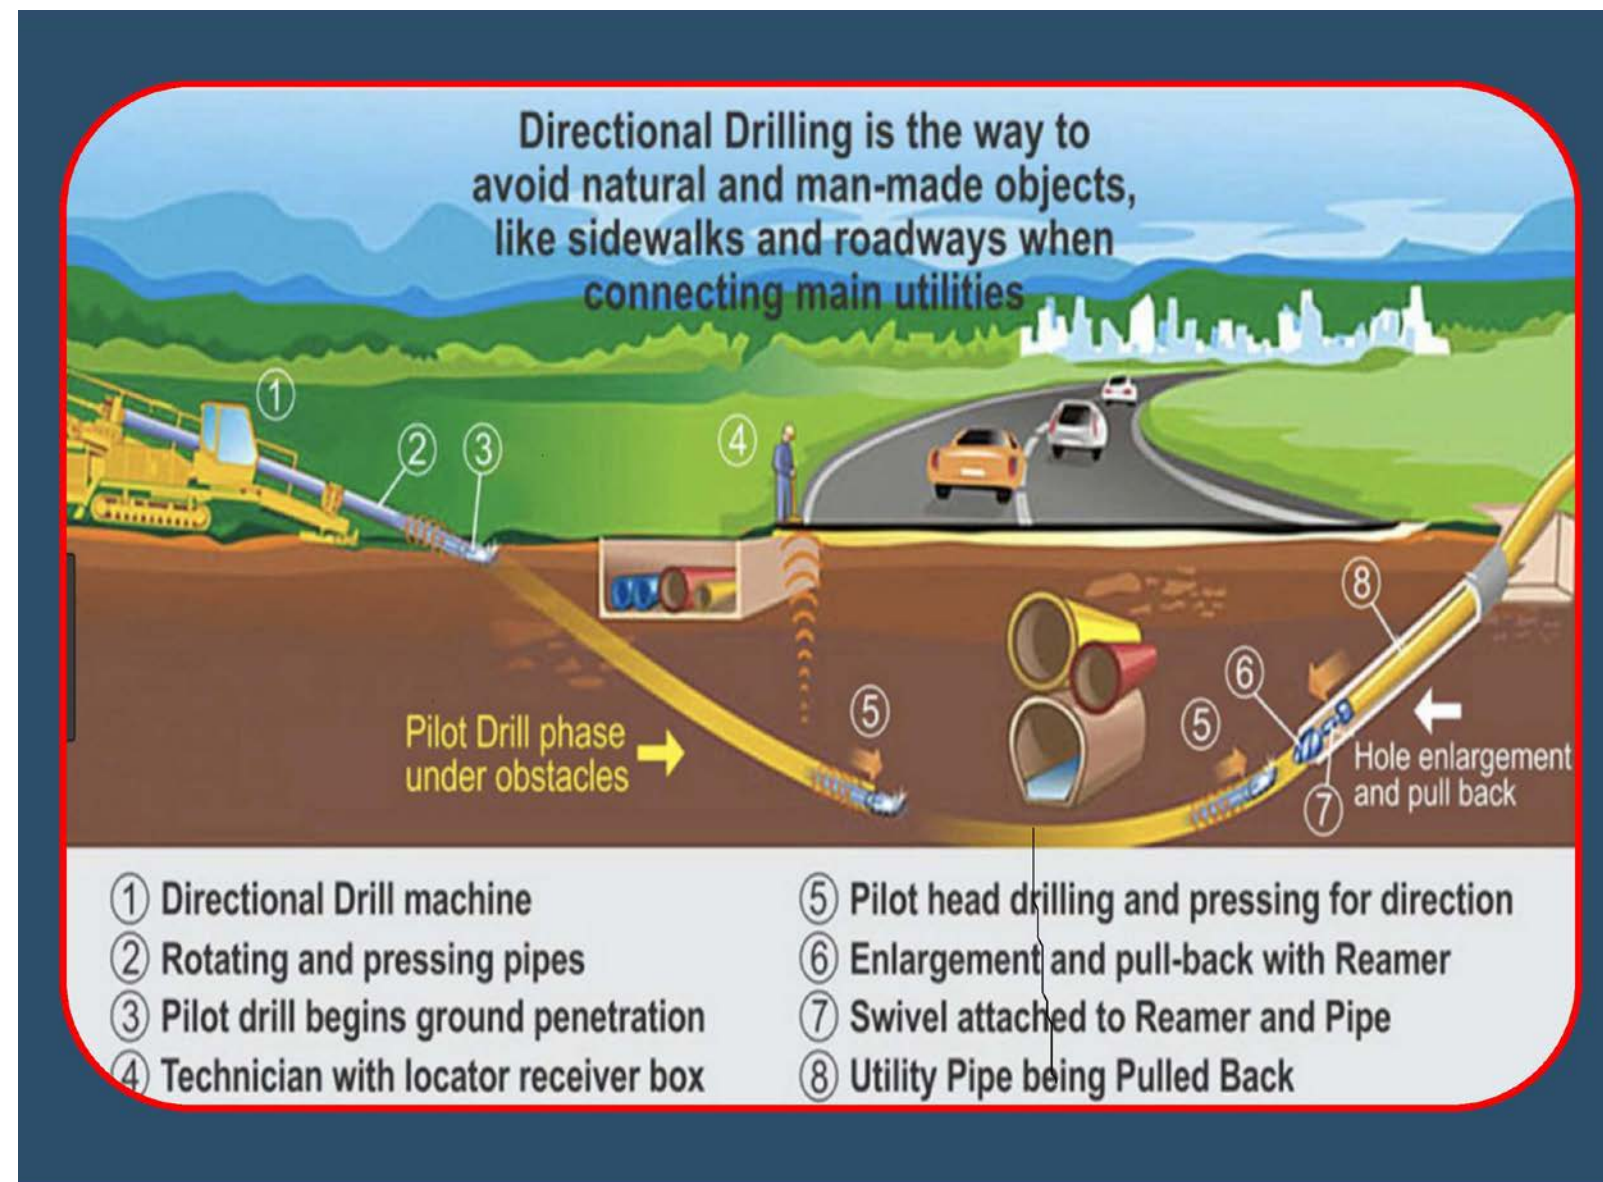 Directional Drilling is the way to
avoid natural and man-made objects,
like sidewalks and roadways when
connecting main utilities
1
2
3
4
5
Pilot Drill phase
under obstacles
5
6
7
8
Hole enlargement
and pull back
1 Directional Drill machine
2 Rotating and pressing pipes
3 Pilot drill begins ground penetration
4 Technician with locator receiver box
5 Pilot head drilling and pressing for direction
6 Enlargement and pull-back with Reamer
7 Swivel attached to Reamer and Pipe
8 Utility Pipe being Pulled Back